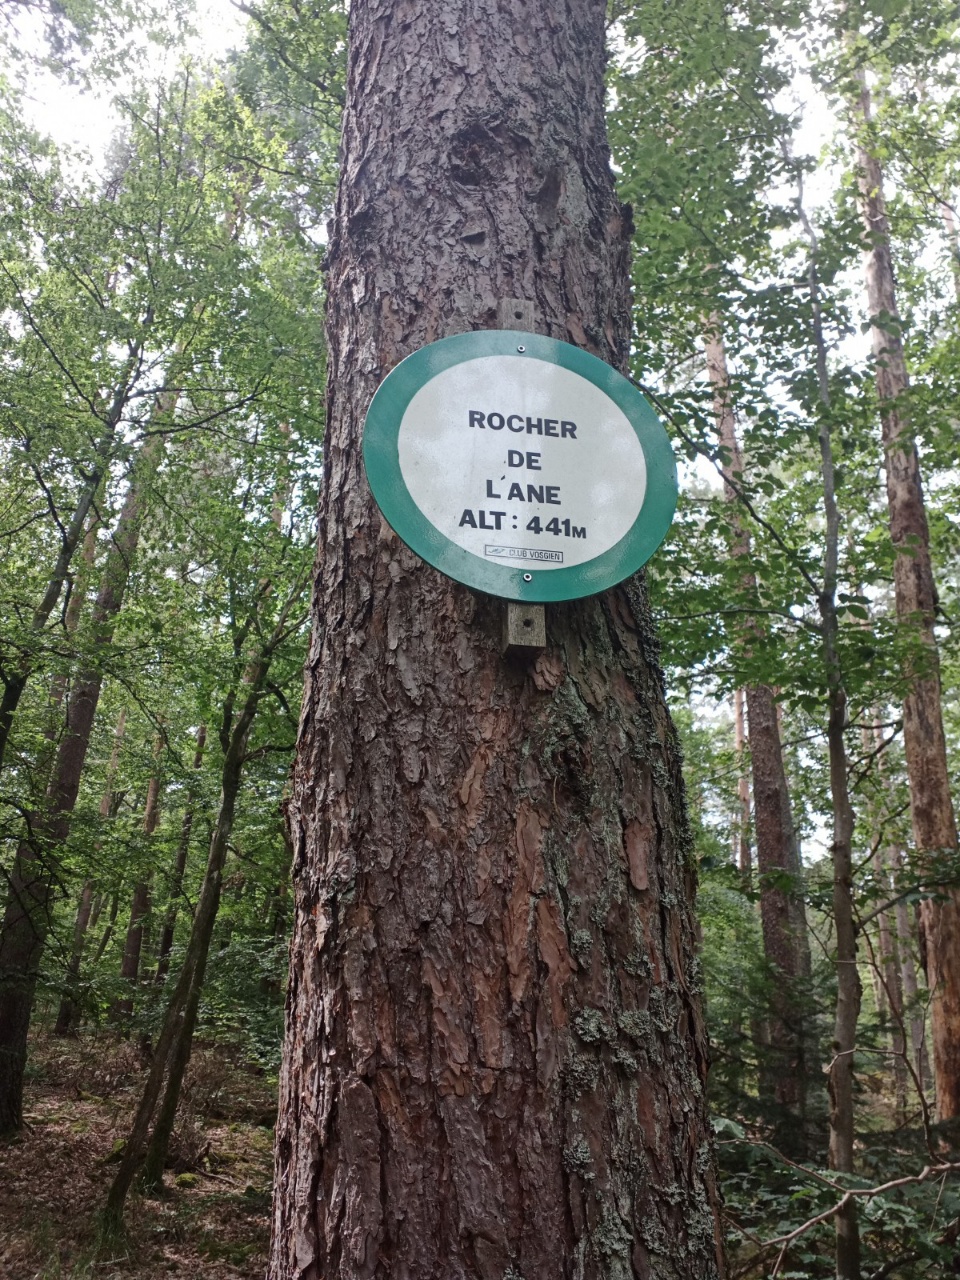 ROCHER
DE
L'ANE
ALT : 441M
CLUB VOSGIEN